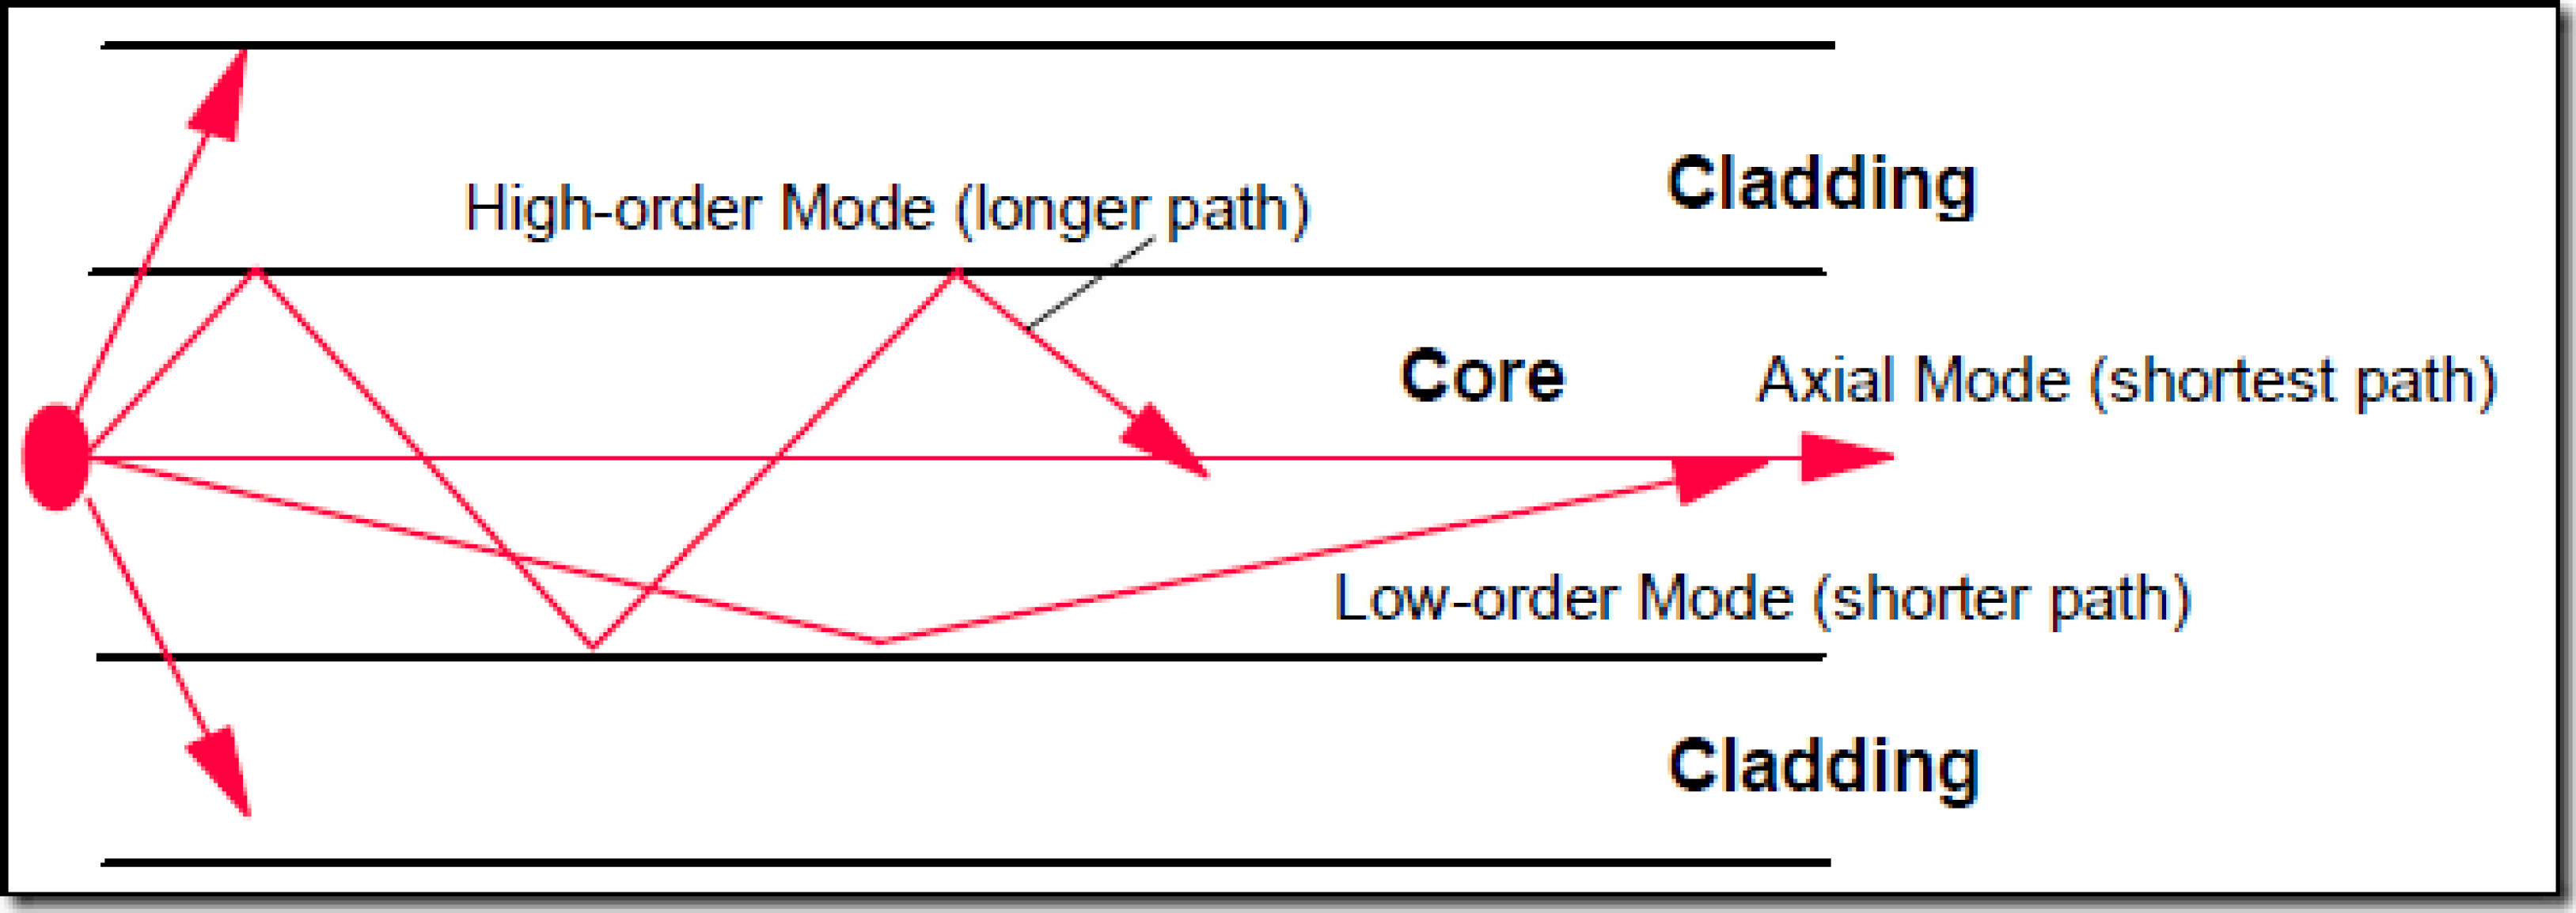 Cladding
High-order Mode (longer path)
Core
Axial Mode (shortest path)
Low-order Mode (shorter path)
Cladding